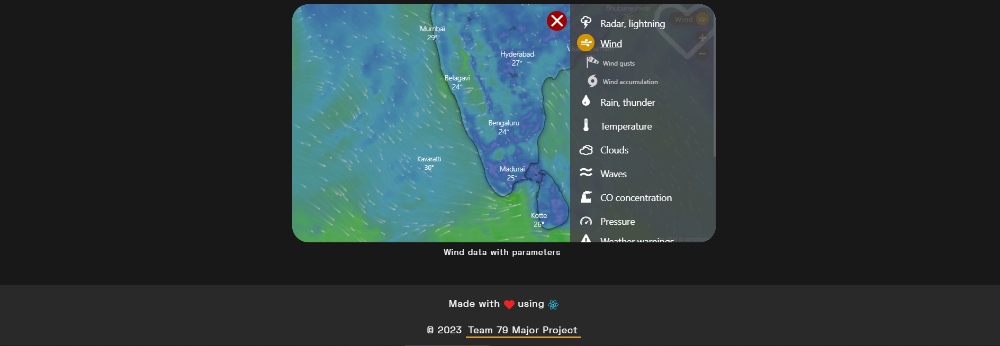 Mumbai
29°
Hyderabad
27°
Belagavi
24°
Bengaluru
24°
Kavaratti
30°
Madurai
25°
Kotte
26°
Bhubaneshwar
26°
Wind
Radar, lightning
Wind
Wind gusts
Wind accumulation
Rain, thunder
Temperature
Clouds
Waves
CO concentration
Pressure
Weather warnings
Wind data with parameters
Made with ❤ using
© 2023 Team 79 Major Project